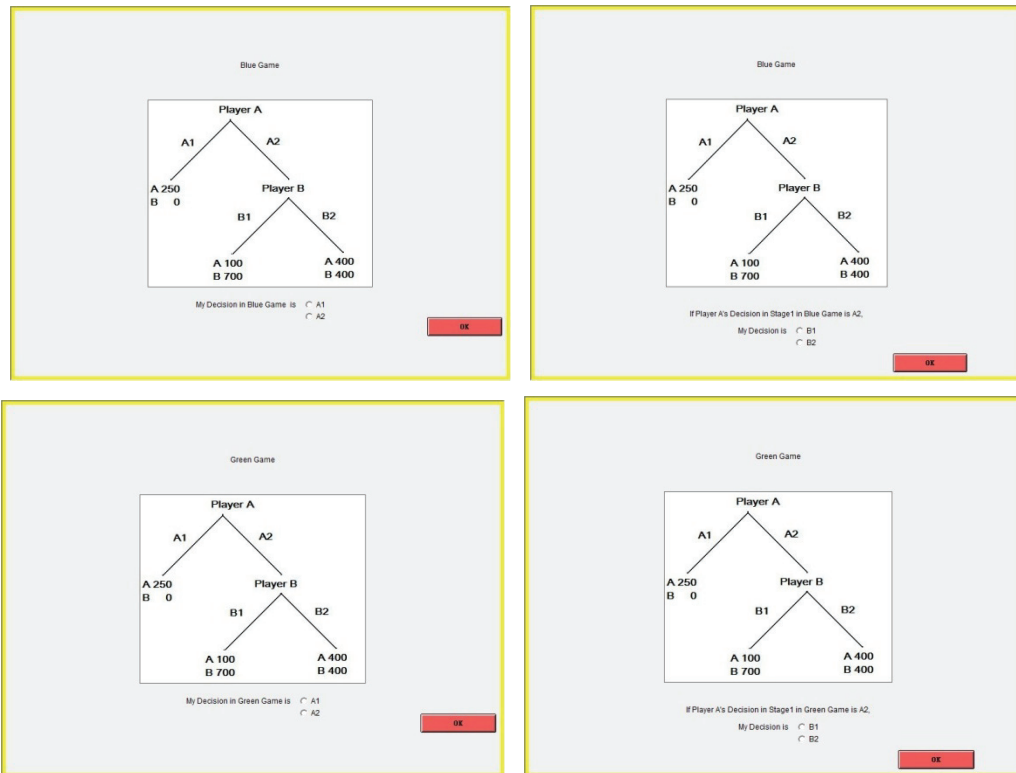 Blue Game
Player A
A1 A2
A 250 Player B
B 0
B1 B2
A 100 A 400
B 700 B 400
My Decision in Blue Game is A1
A2
OK
Blue Game
Player A
A1 A2
A 250 Player B
B 0
B1 B2
A 100 A 400
B 700 B 400
If Player A's Decision in Stage1 in Blue Game is A2,
My Decision is B1
B2
OK
Green Game
Player A
A1 A2
A 250 Player B
B 0
B1 B2
A 100 A 400
B 700 B 400
My Decision in Green Game is A1
A2
OK
Green Game
Player A
A1 A2
A 250 Player B
B 0
B1 B2
A 100 A 400
B 700 B 400
If Player A's Decision in Stage1 in Green Game is A2,
My Decision is B1
B2
OK